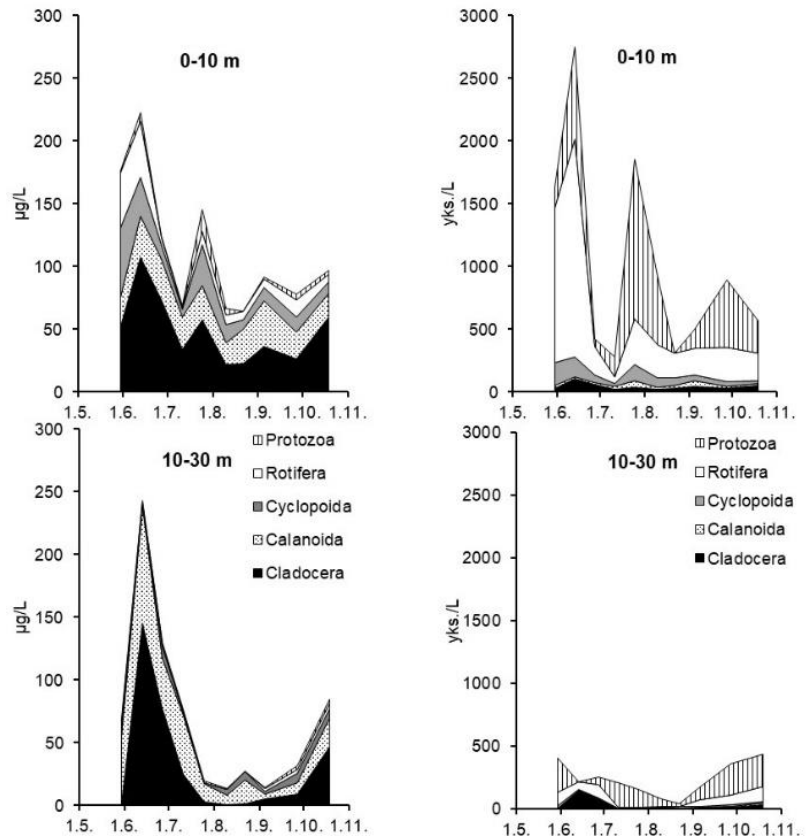 300
250
200
150
100
50
0
µg/L
0-10 m
1.5. 1.6. 1.7. 1.8. 1.9. 1.10. 1.11.
3000
2500
2000
1500
1000
500
0
yks./L
0-10 m
1.5. 1.6. 1.7. 1.8. 1.9. 1.10. 1.11.
300
250
200
150
100
50
0
µg/L
10-30 m
Protozoa
Rotifera
Cyclopoida
Calanoida
Cladocera
1.5. 1.6. 1.7. 1.8. 1.9. 1.10. 1.11.
3000
2500
2000
1500
1000
500
0
yks./L
10-30 m
Protozoa
Rotifera
Cyclopoida
Calanoida
Cladocera
1.5. 1.6. 1.7. 1.8. 1.9. 1.10. 1.11.